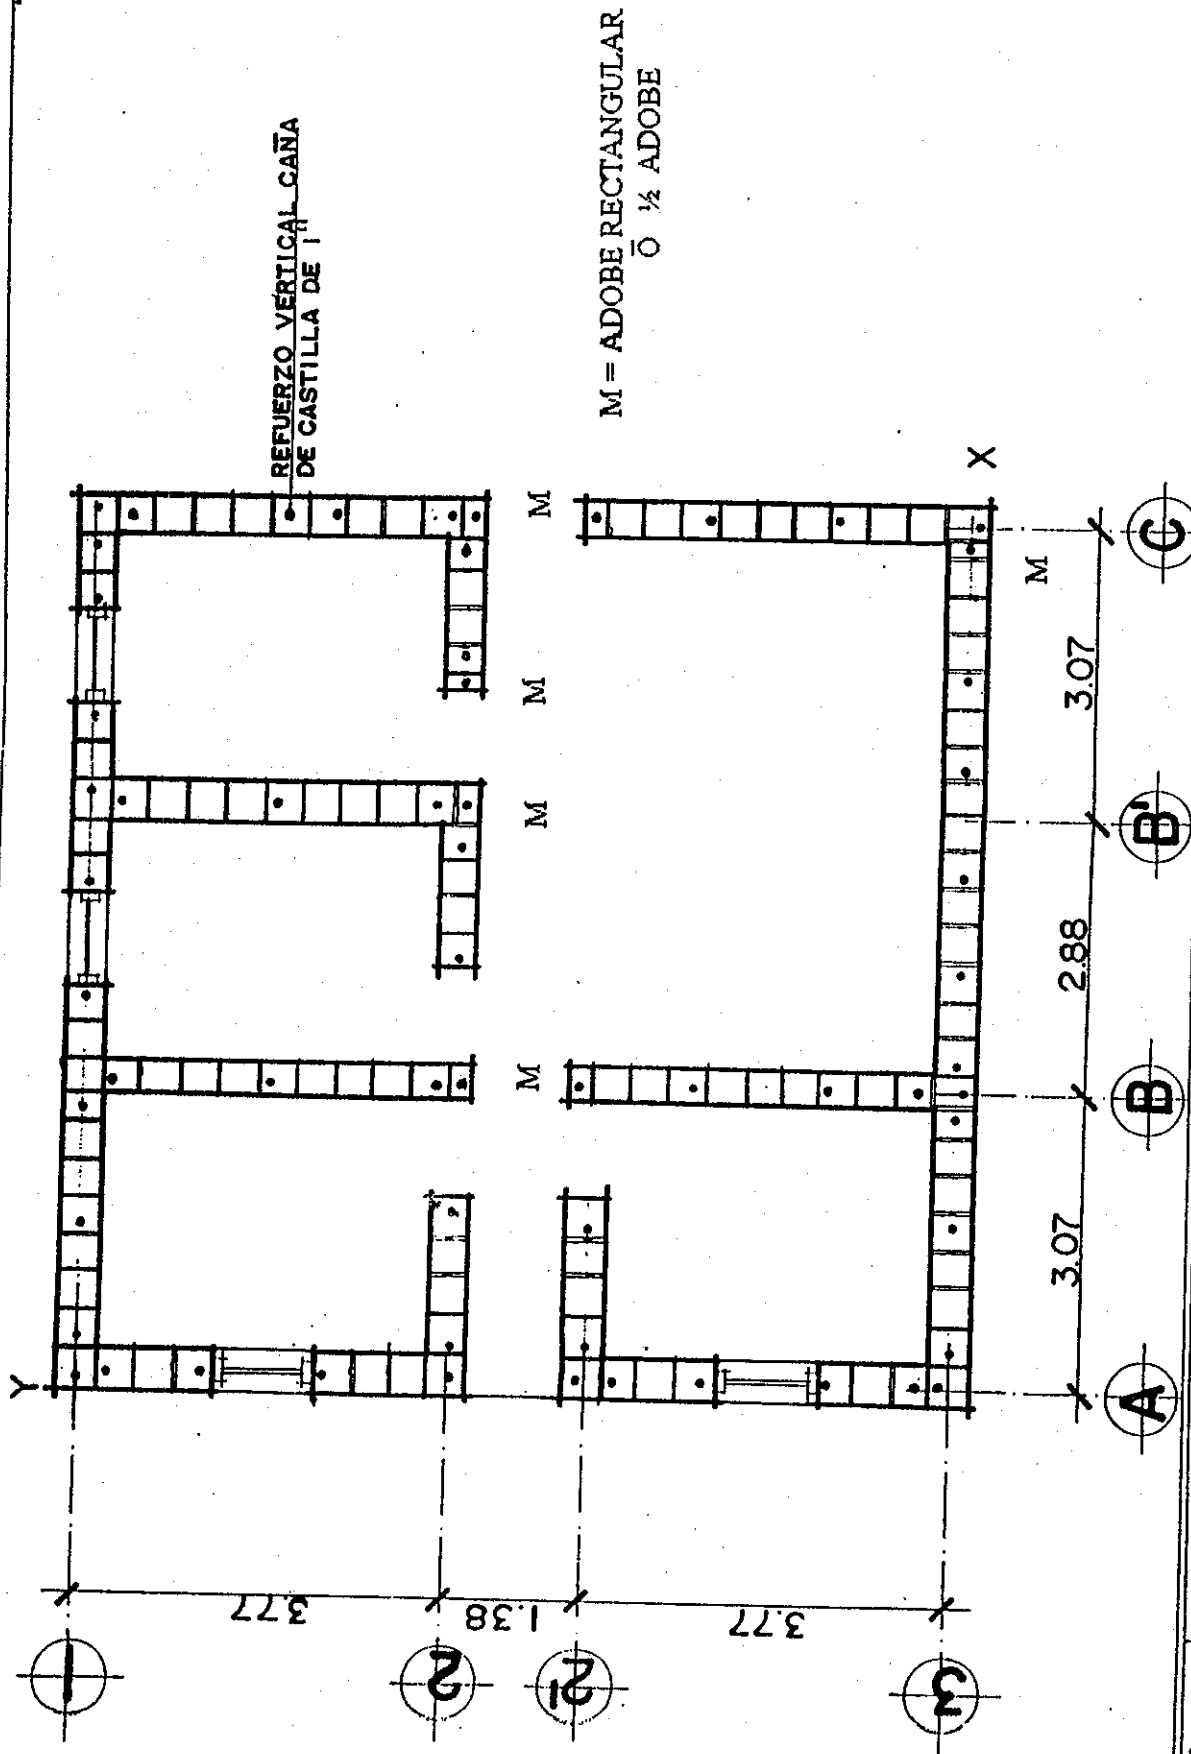 Y
REFUERZO VERTICAL CAÑA
DE CASTILLA DE 1"
M = ADOBE RECTANGULAR
Ō ½ ADOBE
M
M
M
M
M
X
3.07
2.88
3.07
A
B
B'
C
3.77
1.38
3.77
1
2
2'
3